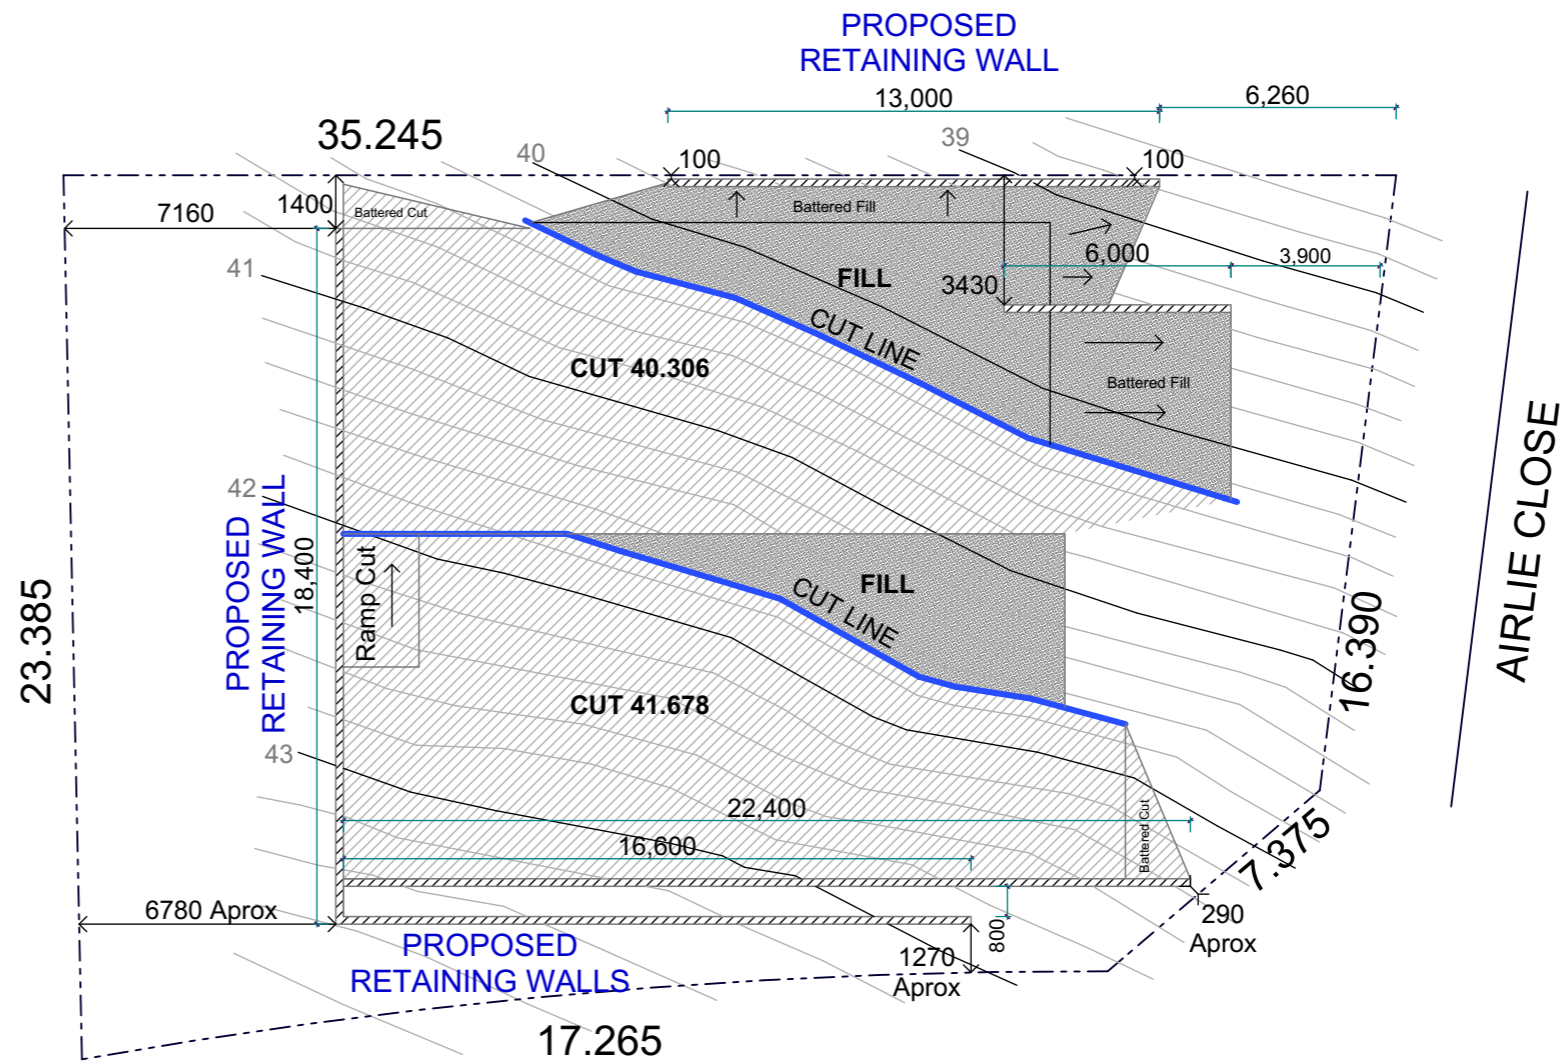 PROPOSED
RETAINING WALL
13,000
6,260
35.245
40
39
100
100
7160
1400
Battered Cut
Battered Fill
41
FILL
6,000
3,900
3430
CUT LINE
CUT 40.306
Battered Fill
AIRLIE CLOSE
42
PROPOSED
RETAINING WALL
18,400
Ramp Cut
FILL
CUT LINE
23.385
16.390
CUT 41.678
43
22,400
Battered Cut
16,600
7.375
6780 Aprox
290
Aprox
800
PROPOSED
RETAINING WALLS
1270
Aprox
17.265